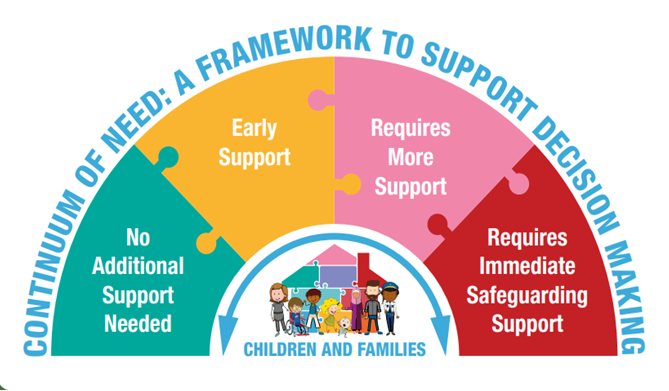 CONTINUUM OF NEED: A FRAMEWORK TO SUPPORT DECISION MAKING
No
Additional
Support
Needed
Early
Support
Requires
More
Support
Requires
Immediate
Safeguarding
Support
CHILDREN AND FAMILIES